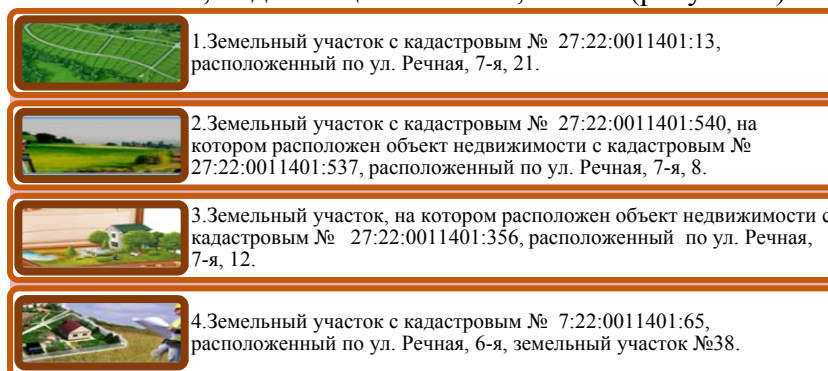 1.Земельный участок с кадастровым № 27:22:0011401:13,
расположенный по ул. Речная, 7-я, 21.
2.Земельный участок с кадастровым № 27:22:0011401:540, на
котором расположен объект недвижимости с кадастровым №
27:22:0011401:537, расположенный по ул. Речная, 7-я, 8.
3.Земельный участок, на котором расположен объект недвижимости с
кадастровым № 27:22:0011401:356, расположенный по ул. Речная,
7-я, 12.
4.Земельный участок с кадастровым № 7:22:0011401:65,
расположенный по ул. Речная, 6-я, земельный участок №38.